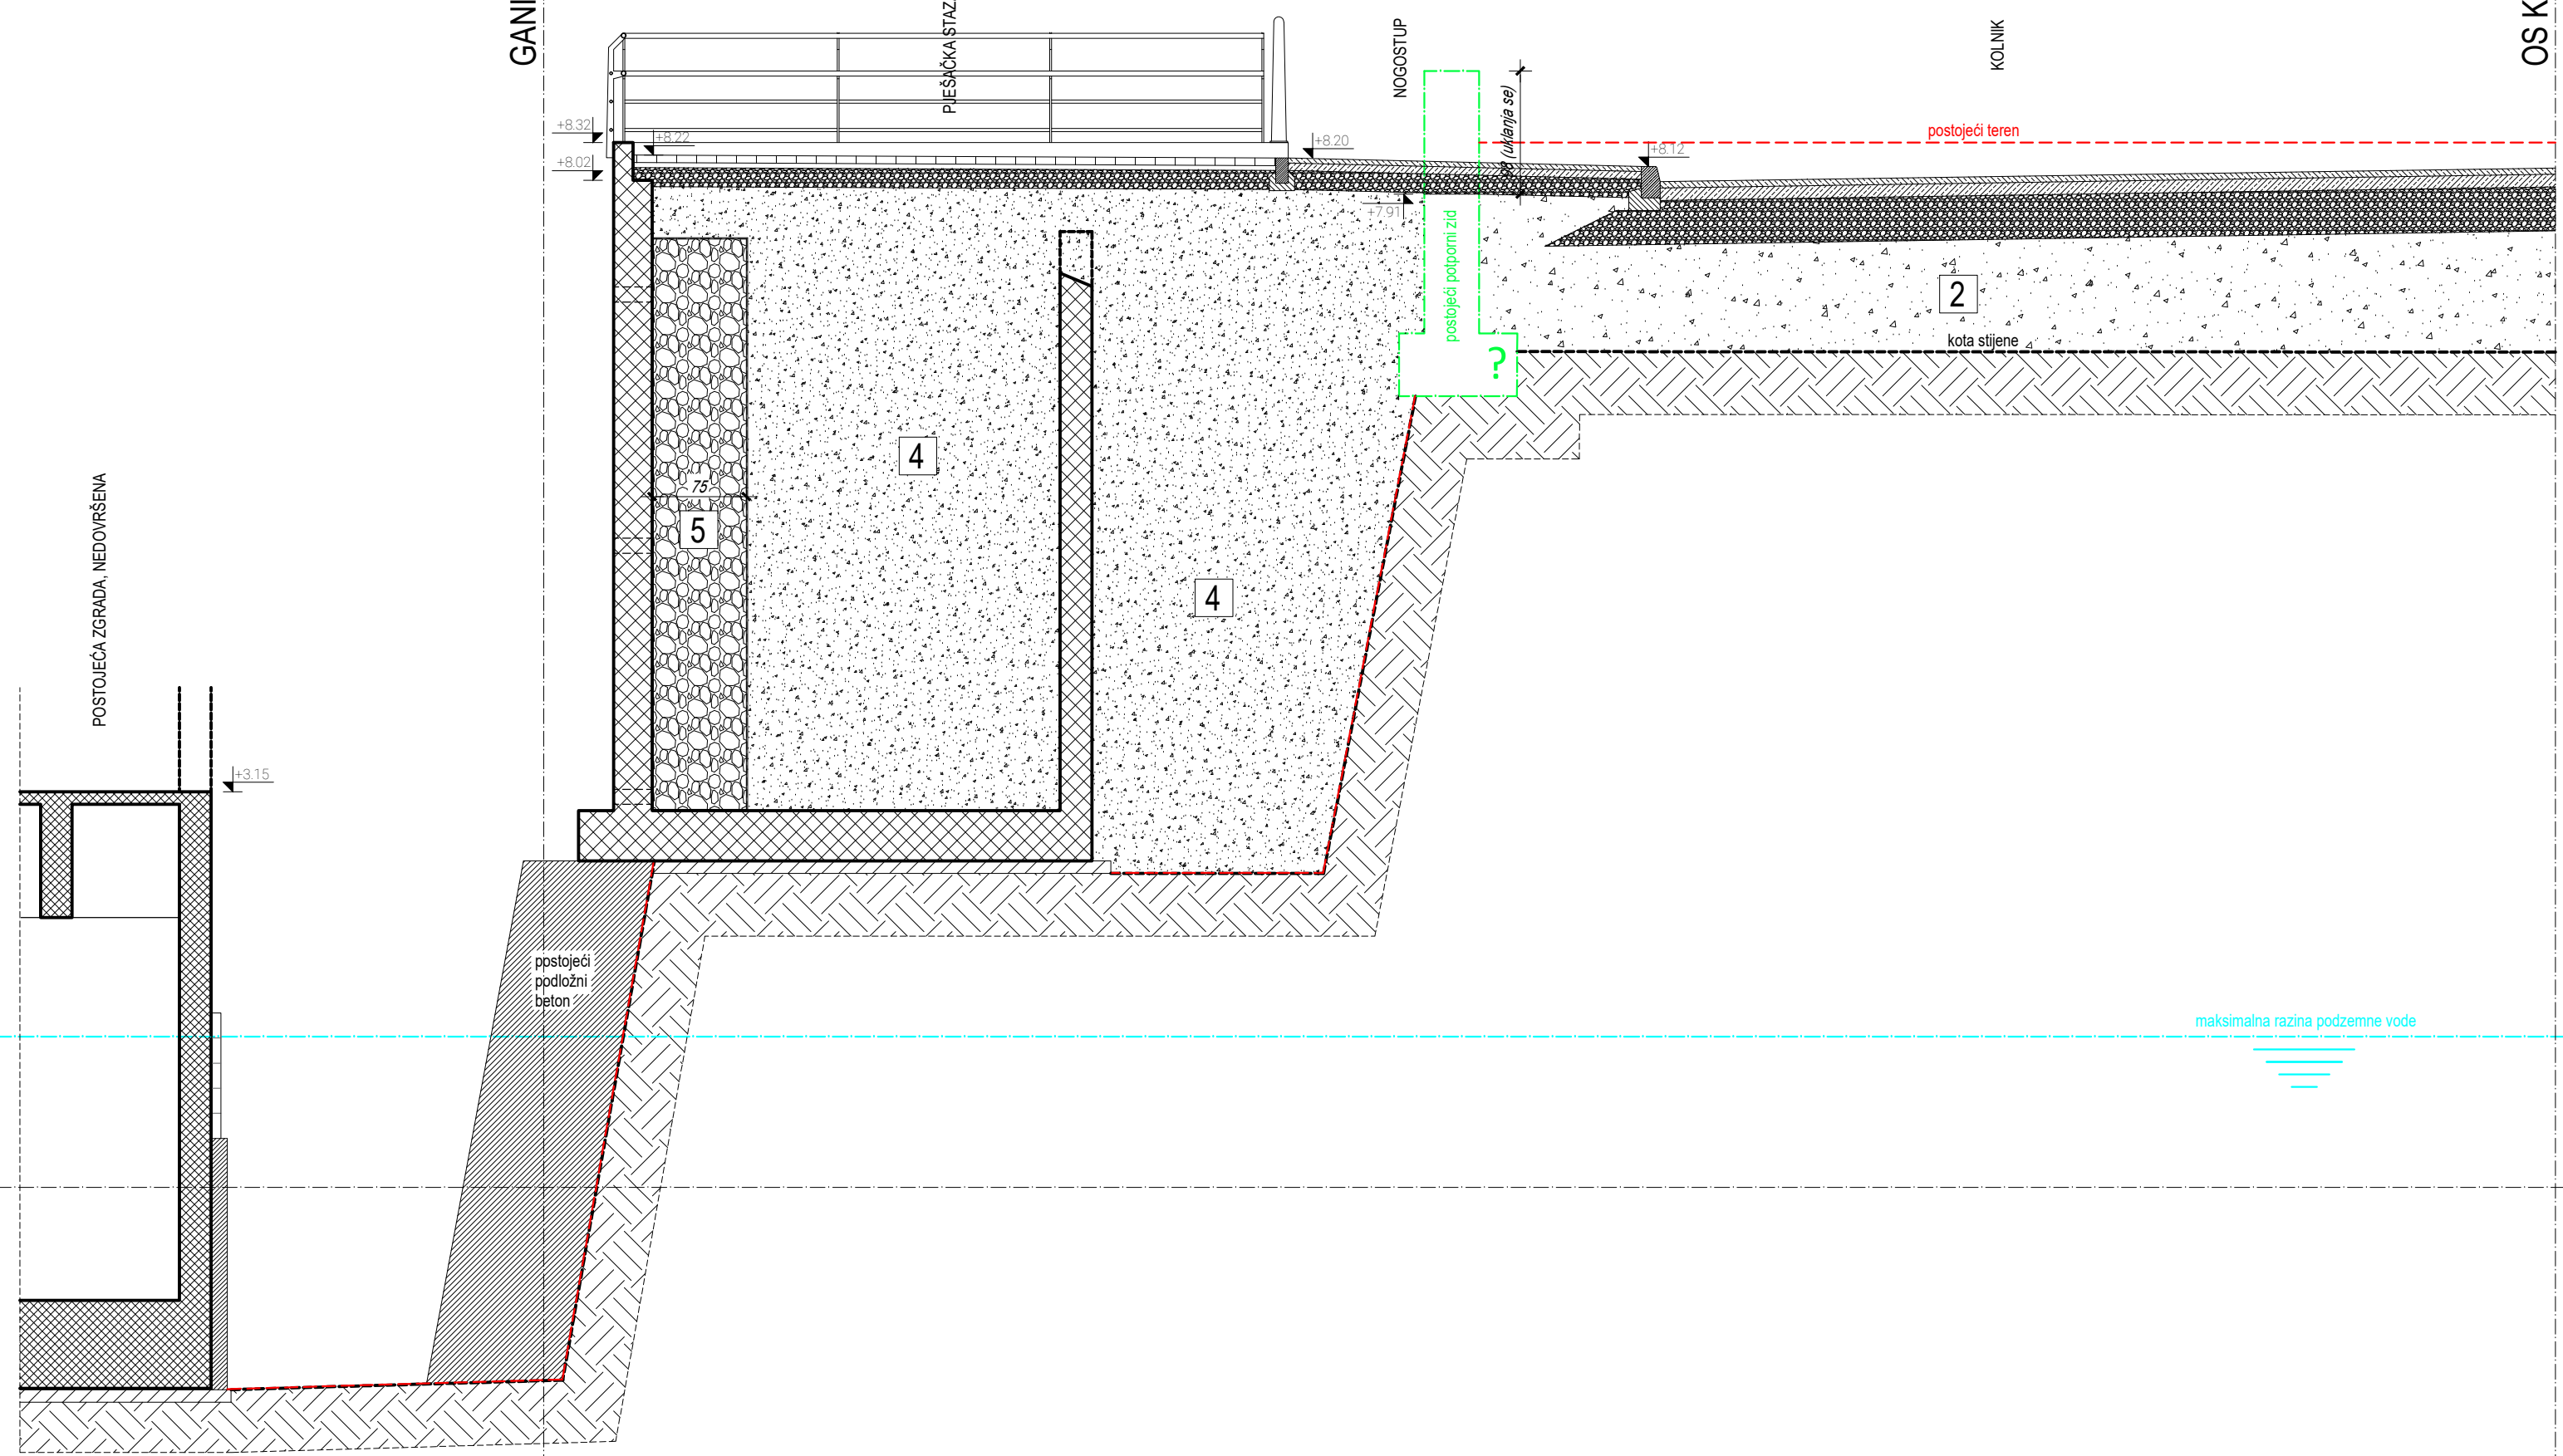 GANI
PJEŠAČKA STAZ
NOGOSTUP
KOLNIK
OS K
+8.32
+8.22
+8.02
+8.20
+8.12
+7.91
(uklanja se)
postojeći teren
postojeći potporni zid
?
2
kota stijene
4
75
5
4
POSTOJEĆA ZGRADA, NEDOVRŠENA
+3.15
postojeći
podložni
beton
maksimalna razina podzemne vode